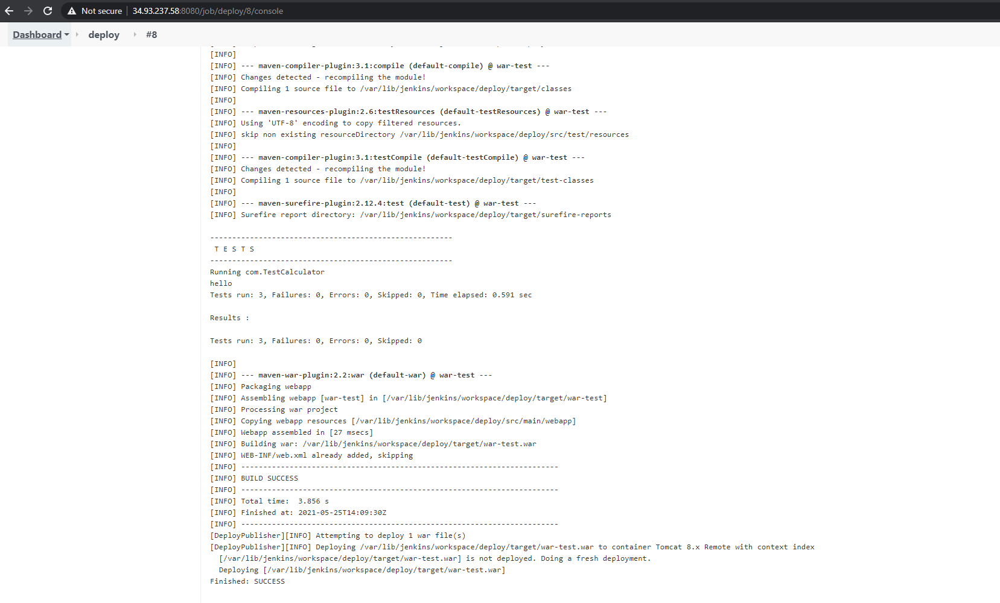 Not secure | 34.93.237.58:8080/job/deploy/8/console
Dashboard deploy #8
[INFO]
[INFO] --- maven-compiler-plugin:3.1:compile (default-compile) @ war-test ---
[INFO] Changes detected - recompiling the module!
[INFO] Compiling 1 source file to /var/lib/jenkins/workspace/deploy/target/classes
[INFO]
[INFO] --- maven-resources-plugin:2.6:testResources (default-testResources) @ war-test ---
[INFO] Using 'UTF-8' encoding to copy filtered resources.
[INFO] skip non existing resourceDirectory /var/lib/jenkins/workspace/deploy/src/test/resources
[INFO]
[INFO] --- maven-compiler-plugin:3.1:testCompile (default-testCompile) @ war-test ---
[INFO] Changes detected - recompiling the module!
[INFO] Compiling 1 source file to /var/lib/jenkins/workspace/deploy/target/test-classes
[INFO]
[INFO] --- maven-surefire-plugin:2.12.4:test (default-test) @ war-test ---
[INFO] Surefire report directory: /var/lib/jenkins/workspace/deploy/target/surefire-reports
-------------------------------------------------------
T E S T S
-------------------------------------------------------
Running com.TestCalculator
hello
Tests run: 3, Failures: 0, Errors: 0, Skipped: 0, Time elapsed: 0.591 sec
Results :
Tests run: 3, Failures: 0, Errors: 0, Skipped: 0
[INFO]
[INFO] --- maven-war-plugin:2.2:war (default-war) @ war-test ---
[INFO] Packaging webapp
[INFO] Assembling webapp [war-test] in [/var/lib/jenkins/workspace/deploy/target/war-test]
[INFO] Processing war project
[INFO] Copying webapp resources [/var/lib/jenkins/workspace/deploy/src/main/webapp]
[INFO] Webapp assembled in [27 msecs]
[INFO] Building war: /var/lib/jenkins/workspace/deploy/target/war-test.war
[INFO] WEB-INF/web.xml already added, skipping
[INFO] ------------------------------------------------------------------------
[INFO] BUILD SUCCESS
[INFO] ------------------------------------------------------------------------
[INFO] Total time:  3.856 s
[INFO] Finished at: 2021-05-25T14:09:30Z
[INFO] ------------------------------------------------------------------------
[DeployPublisher][INFO] Attempting to deploy 1 war file(s)
[DeployPublisher][INFO] Deploying /var/lib/jenkins/workspace/deploy/target/war-test.war to container Tomcat 8.x Remote with context index
[/var/lib/jenkins/workspace/deploy/target/war-test.war] is not deployed. Doing a fresh deployment.
Deploying [/var/lib/jenkins/workspace/deploy/target/war-test.war]
Finished: SUCCESS